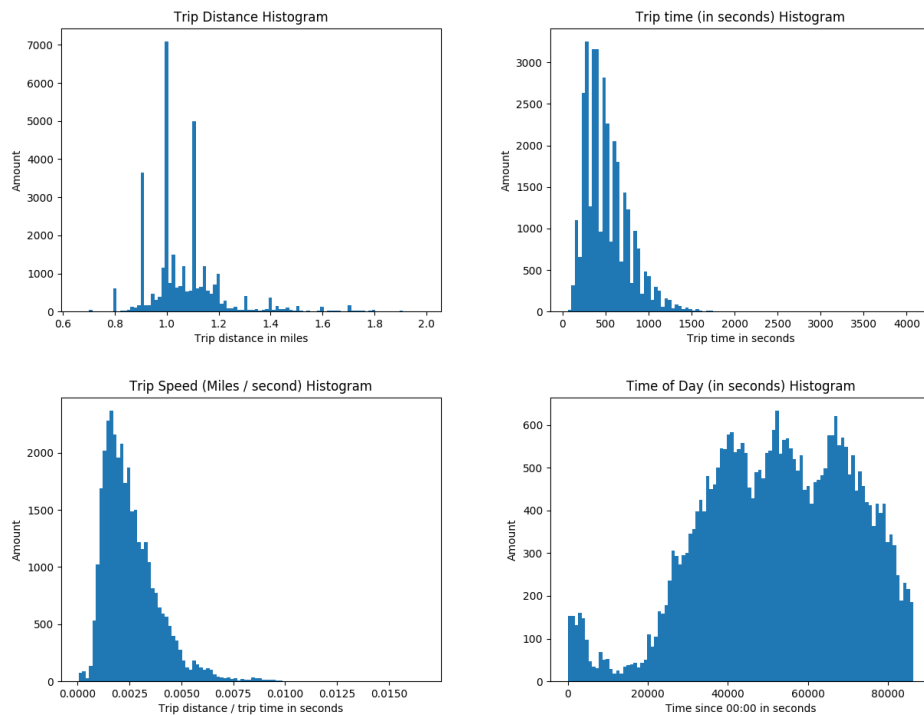 Trip Distance Histogram
7000
6000
5000
4000
3000
2000
1000
0
Amount
0.6 0.8 1.0 1.2 1.4 1.6 1.8 2.0
Trip distance in miles
Trip time (in seconds) Histogram
3000
2500
2000
1500
1000
500
0
Amount
0 500 1000 1500 2000 2500 3000 3500 4000
Trip time in seconds
Trip Speed (Miles / second) Histogram
2000
1500
1000
500
0
Amount
0.0000 0.0025 0.0050 0.0075 0.0100 0.0125 0.0150
Trip distance / trip time in seconds
Time of Day (in seconds) Histogram
600
500
400
300
200
100
0
Amount
0 20000 40000 60000 80000
Time since 00:00 in seconds